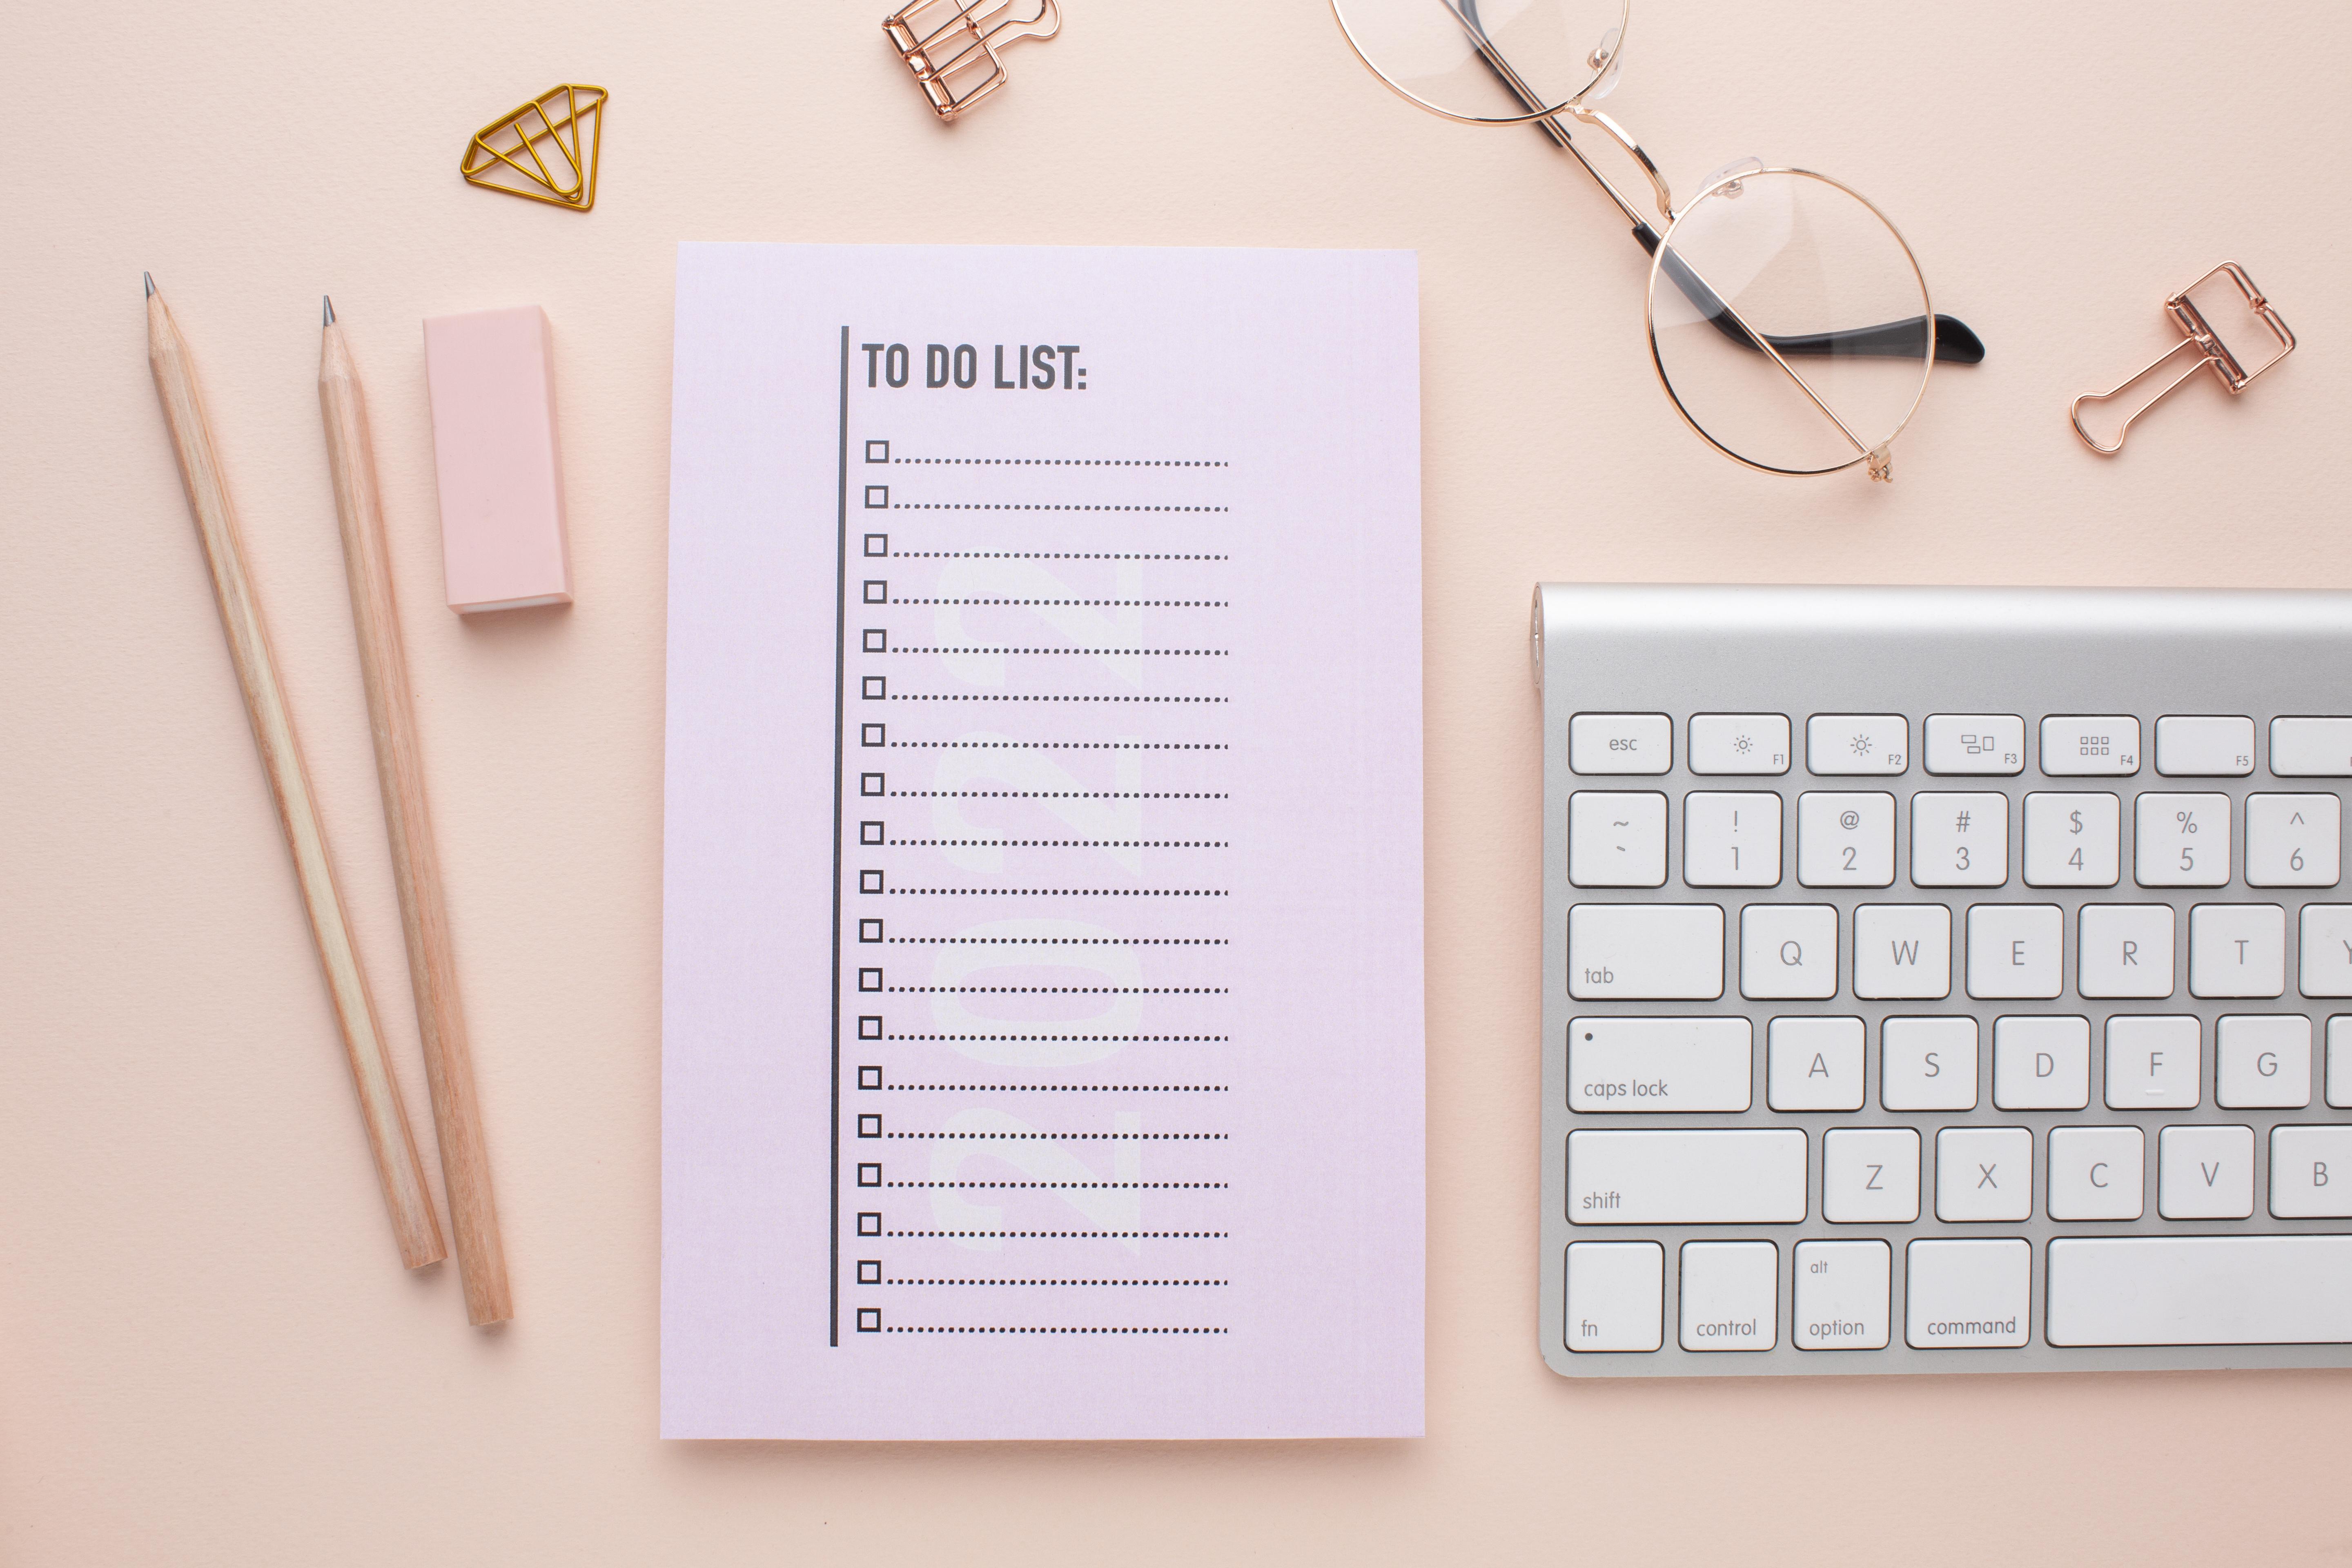 TO DO LIST:
2022
esc
F1
F2
F3
F4
F5
~
`
!
1
@
2
#
3
$
4
%
5
^
6
tab
Q
W
E
R
T
Y
caps lock
A
S
D
F
G
shift
Z
X
C
V
B
fn
control
alt
option
command